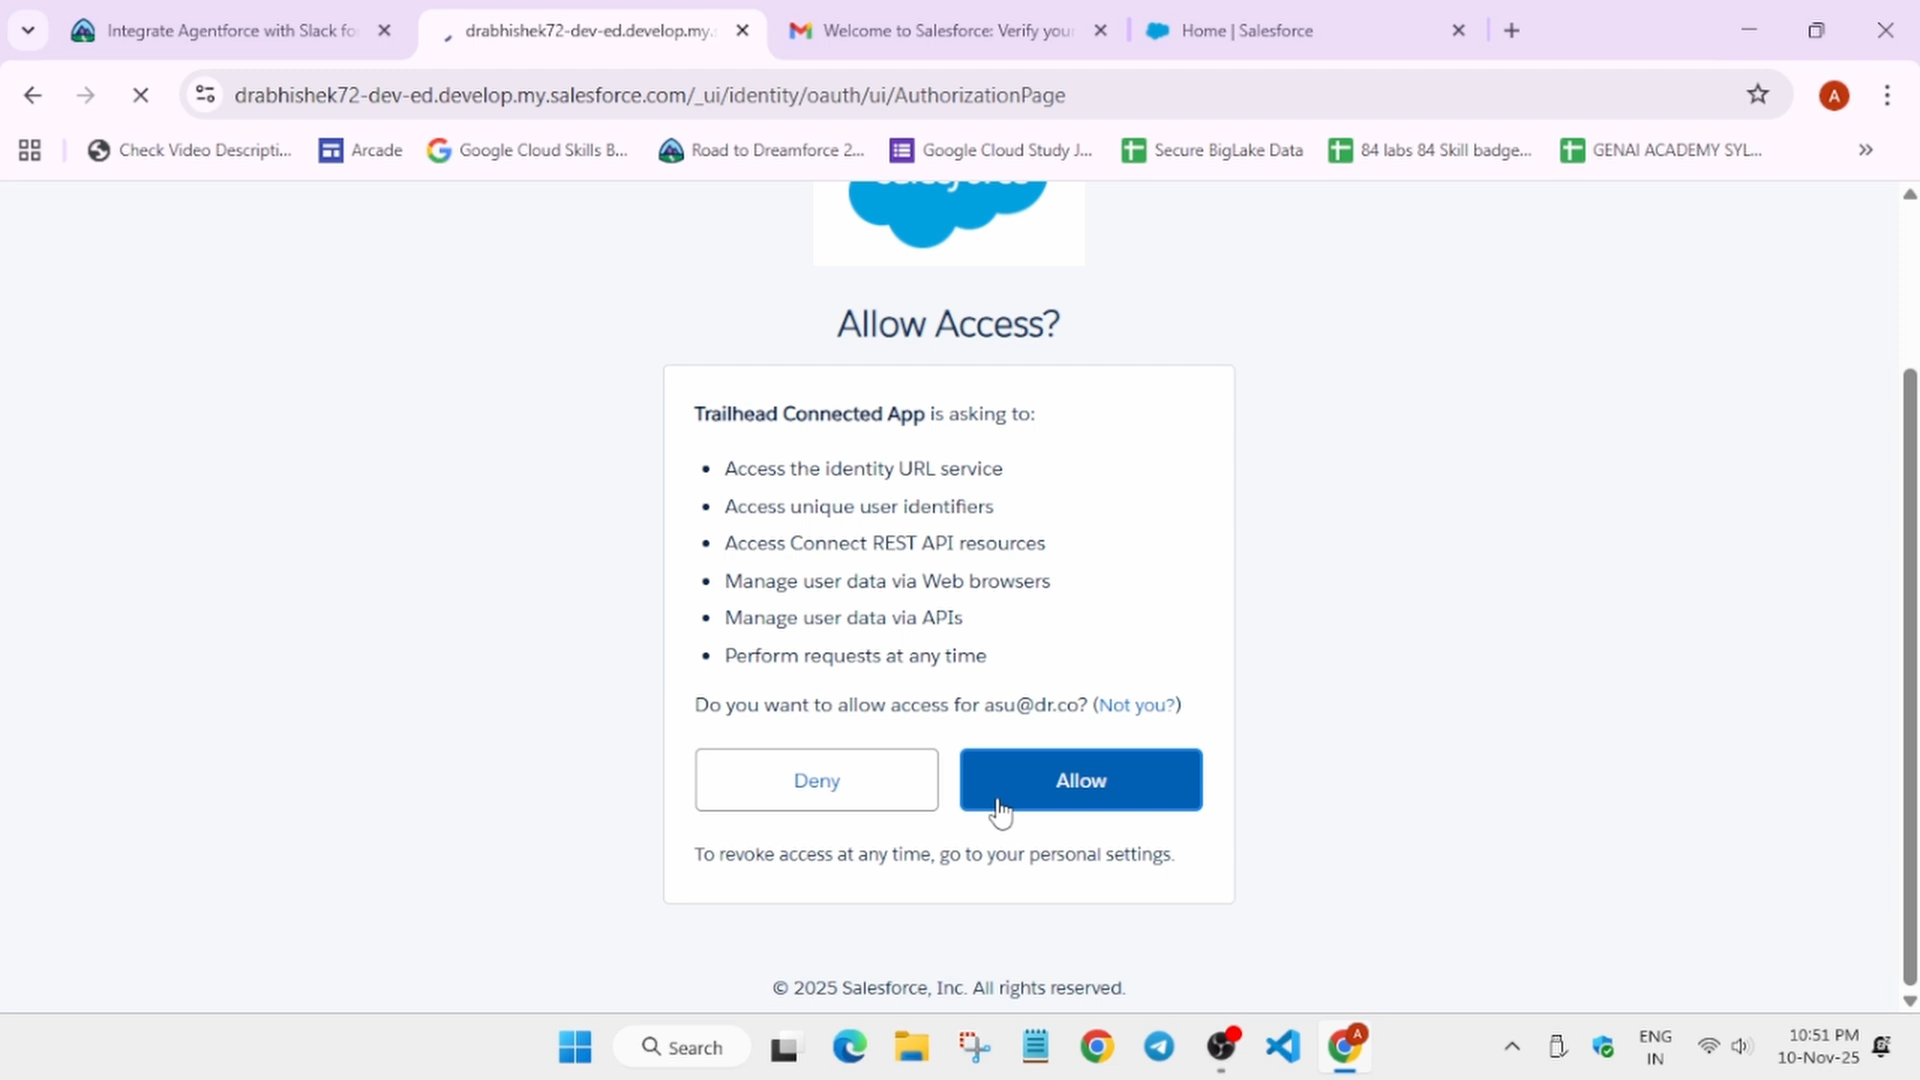 Integrate Agentforce with Slack fo
drabhishek72-dev-ed.develop.my.
Welcome to Salesforce: Verify your
Home | Salesforce
drabhishek72-dev-ed.develop.my.salesforce.com/_ui/identity/oauth/ui/AuthorizationPage
A
Check Video Descripti...
Arcade
Google Cloud Skills B...
Road to Dreamforce 2...
Google Cloud Study J...
Secure BigLake Data
84 labs 84 Skill badge...
GENAI ACADEMY SYL...
salesforce
Allow Access?
Trailhead Connected App is asking to:
• Access the identity URL service
• Access unique user identifiers
• Access Connect REST API resources
• Manage user data via Web browsers
• Manage user data via APIs
• Perform requests at any time
Do you want to allow access for asu@dr.co? (Not you?)
Deny
Allow
To revoke access at any time, go to your personal settings.
© 2025 Salesforce, Inc. All rights reserved.
Search
A
ENG
IN
10:51 PM
10-Nov-25